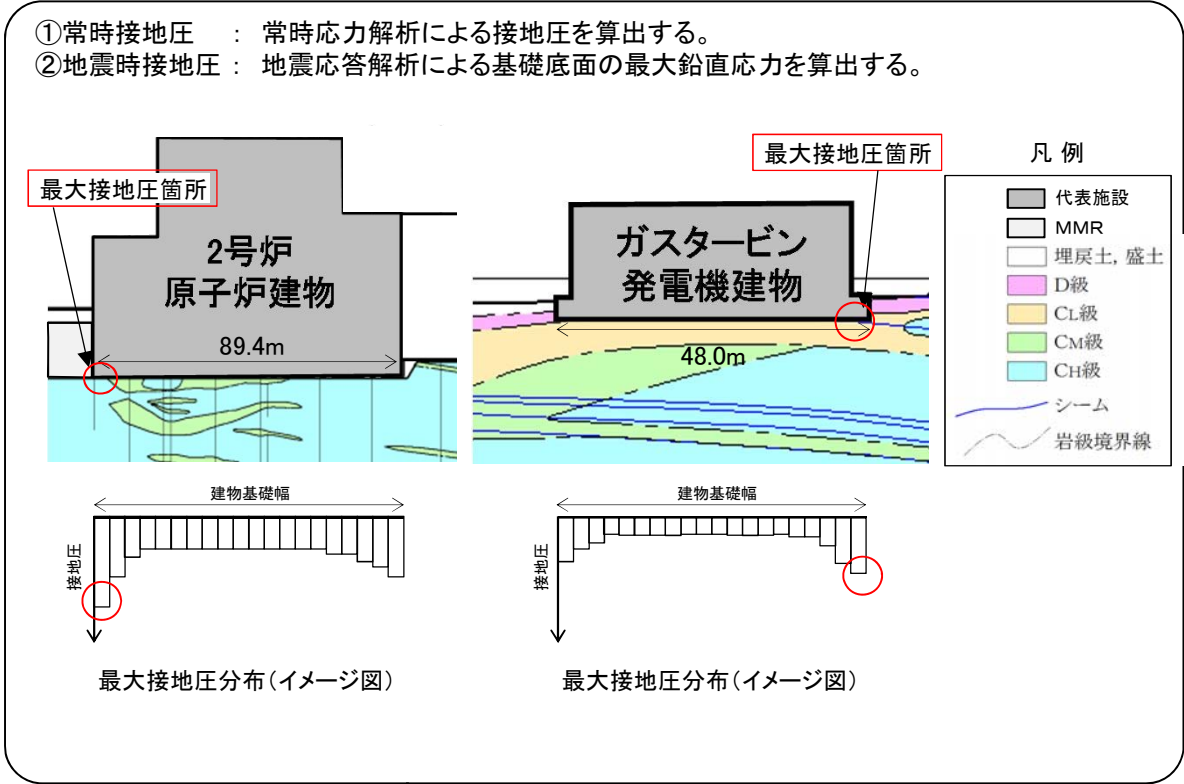 ①常時接地圧　：　常時応力解析による接地圧を算出する。
②地震時接地圧：　地震応答解析による基礎底面の最大鉛直応力を算出する。
最大接地圧箇所
2号炉
原子炉建物
89.4m
最大接地圧箇所
ガスタービン
発電機建物
48.0m
凡 例
代表施設
MMR
埋戻土, 盛土
D級
CL級
CM級
CH級
シーム
岩級境界線
建物基礎幅
接地圧
最大接地圧分布(イメージ図)
建物基礎幅
接地圧
最大接地圧分布(イメージ図)